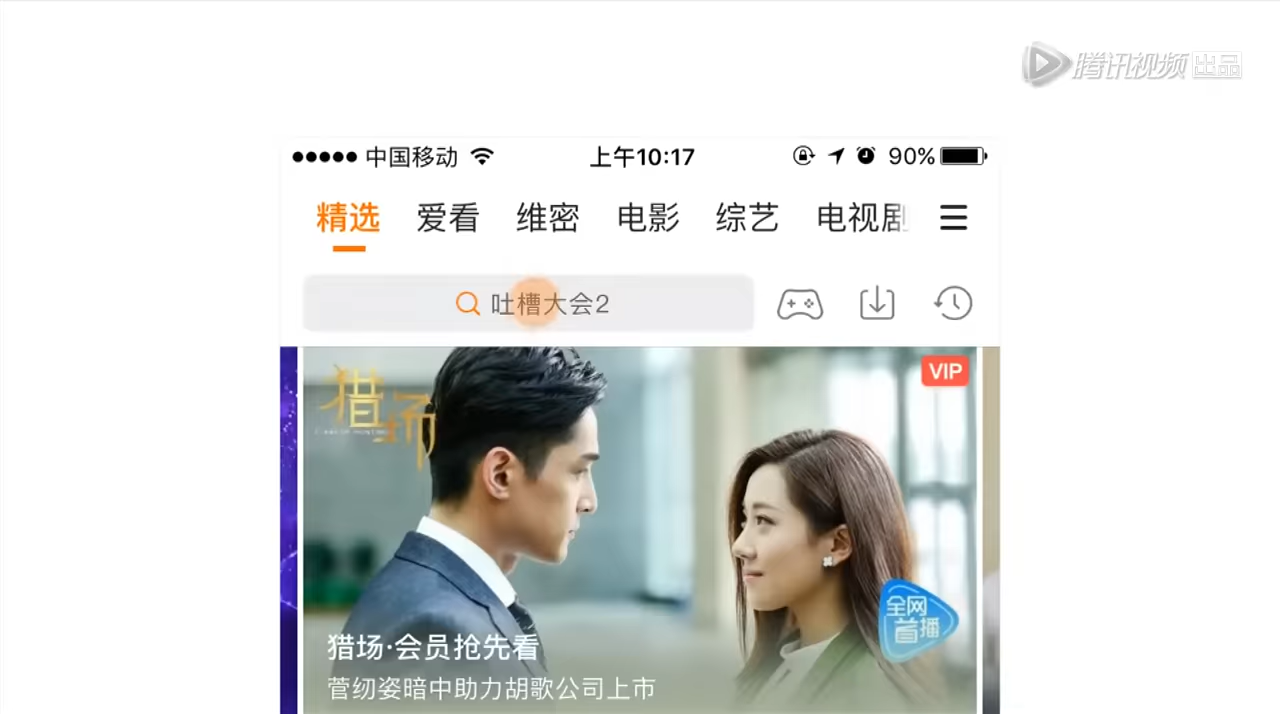 腾讯视频 出品
中国移动 上午10:17 90%
精选 爱看 维密 电影 综艺 电视剧
吐槽大会2
VIP
猎场
全网
首播
猎场·会员抢先看
菅纫姿暗中助力胡歌公司上市